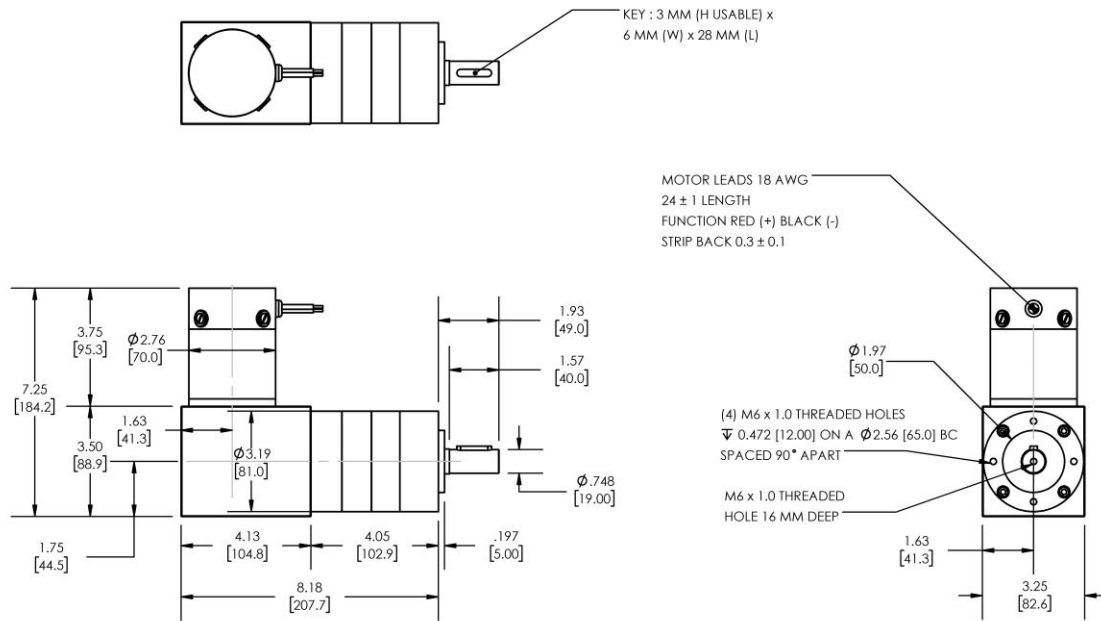 KEY : 3 MM (H USABLE) x
6 MM (W) x 28 MM (L)
MOTOR LEADS 18 AWG
24 ± 1 LENGTH
FUNCTION RED (+) BLACK (-)
STRIP BACK 0.3 ± 0.1
7.25
[184.2]
3.75
[95.3]
3.50
[88.9]
1.75
[44.5]
Ø2.76
[70.0]
1.63
[41.3]
Ø3.19
[81.0]
4.13
[104.8]
4.05
[102.9]
.197
[5.00]
8.18
[207.7]
1.93
[49.0]
1.57
[40.0]
Ø.748
[19.00]
Ø1.97
[50.0]
(4) M6 x 1.0 THREADED HOLES
↧ 0.472 [12.00] ON A Ø2.56 [65.0] BC
SPACED 90° APART
M6 x 1.0 THREADED
HOLE 16 MM DEEP
1.63
[41.3]
3.25
[82.6]